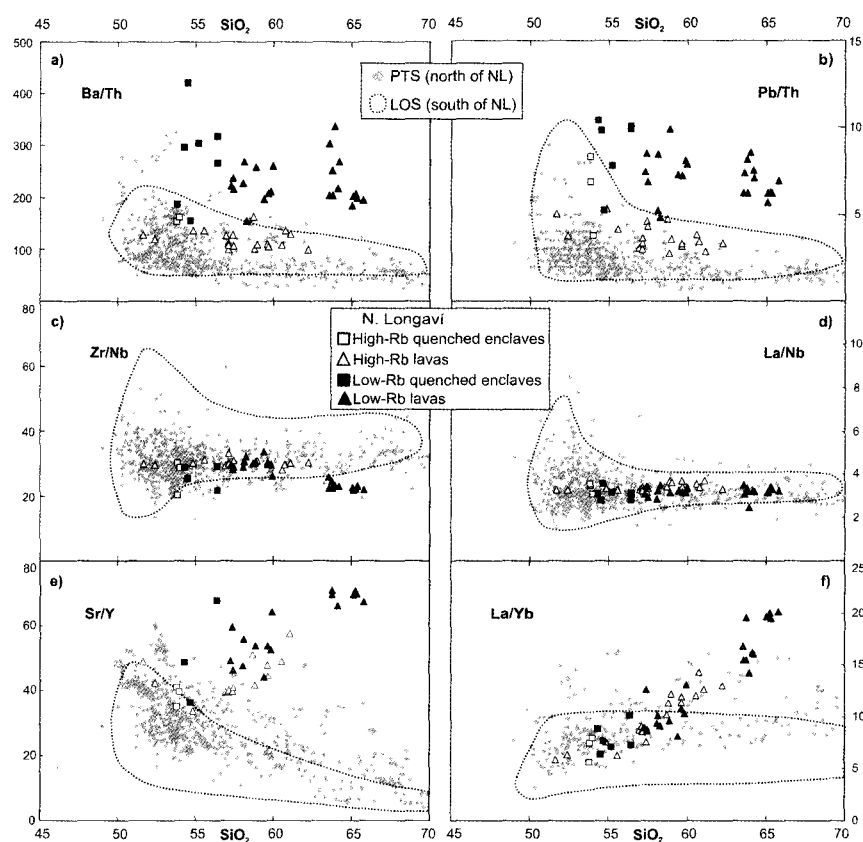 45 50 55 SiO2 60 65 70
45 50 55 SiO2 60 65 70
500
400
300
200
100
a)
Ba/Th
PTS (north of NL)
LOS (south of NL)
b)
Pb/Th
15
10
5
80
60
40
20
c)
Zr/Nb
N. Longaví
High-Rb quenched enclaves
High-Rb lavas
Low-Rb quenched enclaves
Low-Rb lavas
d)
La/Nb
10
8
6
4
2
80
60
40
20
0
e)
Sr/Y
f)
La/Yb
25
20
15
10
5
0
45 50 55 SiO2 60 65 70
45 50 55 SiO2 60 65 70